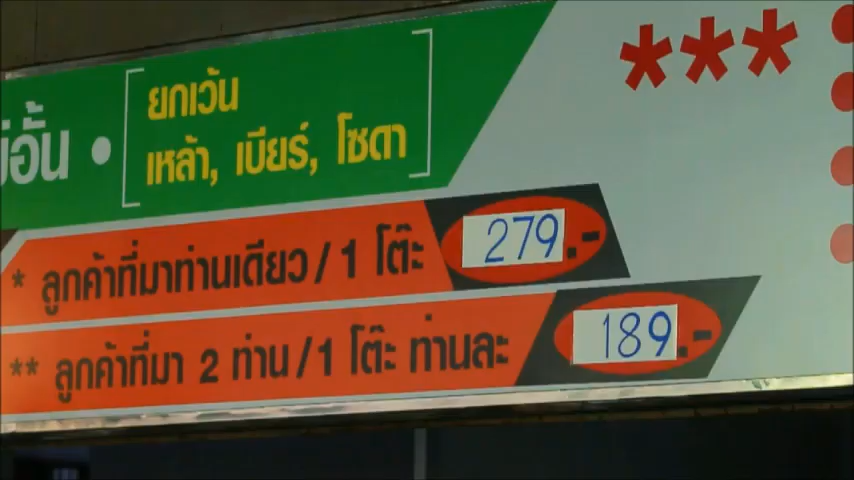 ***
ไม่อั้น • [ยกเว้น
เหล้า, เบียร์, โซดา]
* ลูกค้าที่มาท่านเดียว/1 โต๊ะ 279.-
** ลูกค้าที่มา 2 ท่าน/1 โต๊ะ ท่านละ 189.-